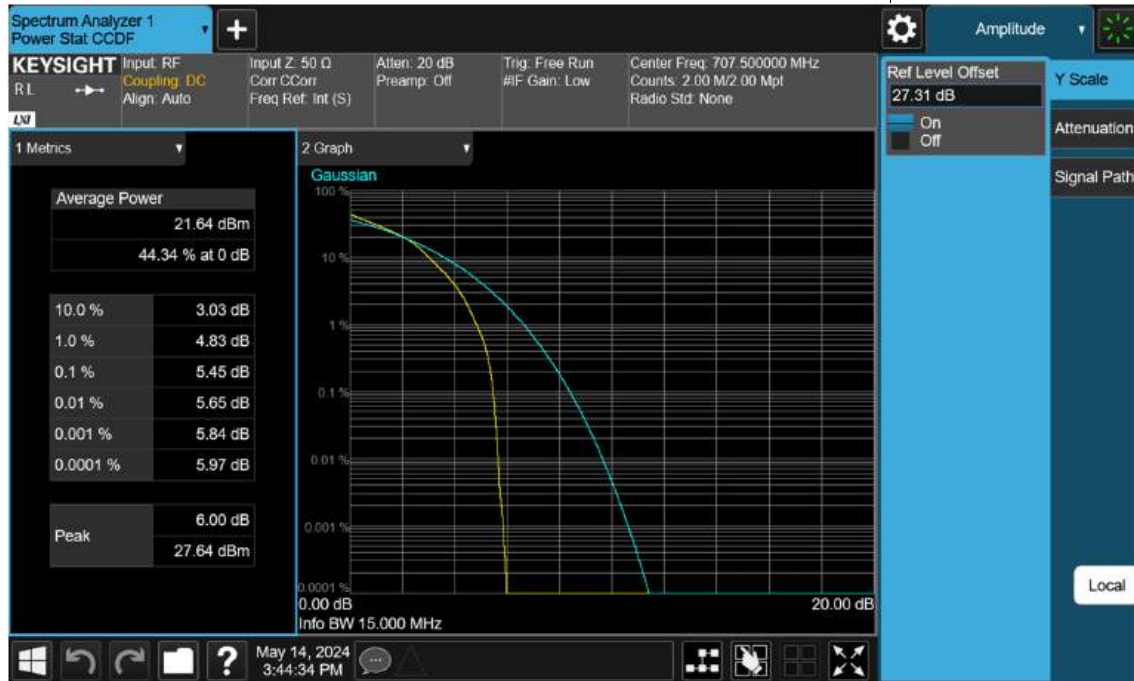 Spectrum Analyzer 1
Power Stat CCDF
+
Amplitude
KEYSIGHT
RL
LXI
Input: RF
Coupling: DC
Align: Auto
Input Z: 50 Ω
Corr CCorr
Freq Ref: Int (S)
Atten: 20 dB
Preamp: Off
Trig: Free Run
#IF Gain: Low
Center Freq: 707.500000 MHz
Counts: 2.00 M/2.00 Mpt
Radio Std: None
Ref Level Offset
27.31 dB
On
Off
Y Scale
Attenuation
Signal Path
Local
1 Metrics
Average Power
21.64 dBm
44.34 % at 0 dB
10.0 % 3.03 dB
1.0 % 4.83 dB
0.1 % 5.45 dB
0.01 % 5.65 dB
0.001 % 5.84 dB
0.0001 % 5.97 dB
Peak
6.00 dB
27.64 dBm
2 Graph
Gaussian
100 %
10 %
1 %
0.1 %
0.01 %
0.001 %
0.0001 %
0.00 dB 20.00 dB
Info BW 15.000 MHz
?
May 14, 2024
3:44:34 PM